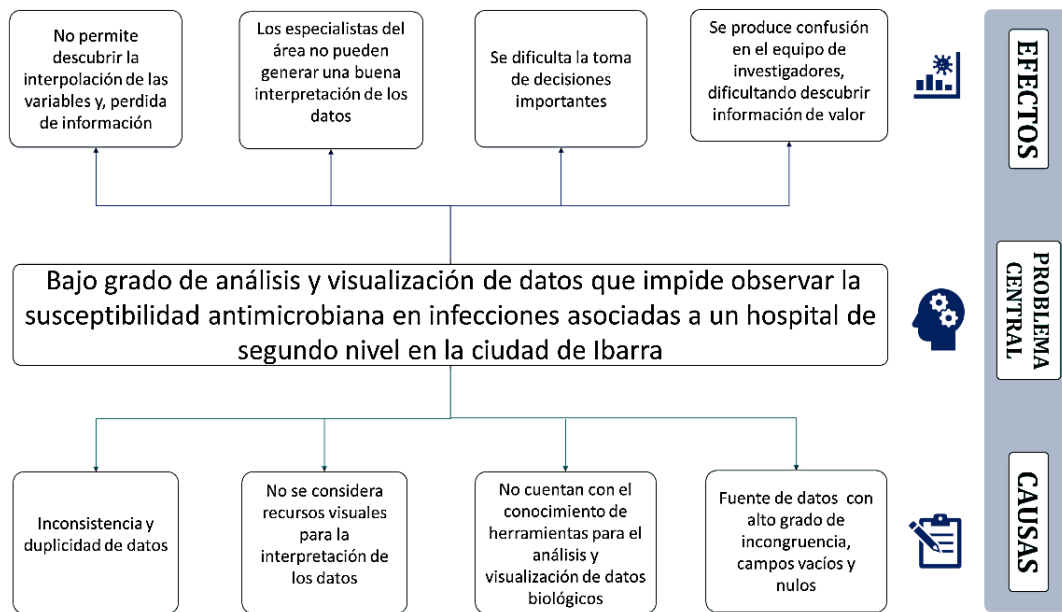 No permite
descubrir la
interpolación de las
variables y, perdida
de información
Los especialistas del
área no pueden
generar una buena
interpretación de los
datos
Se dificulta la toma
de decisiones
importantes
Se produce confusión
en el equipo de
investigadores,
dificultando descubrir
información de valor
EFECTOS
Bajo grado de análisis y visualización de datos que impide observar la
susceptibilidad antimicrobiana en infecciones asociadas a un hospital de
segundo nivel en la ciudad de Ibarra
PROBLEMA
CENTRAL
Inconsistencia y
duplicidad de datos
No se considera
recursos visuales
para la
interpretación de
los datos
No cuentan con el
conocimiento de
herramientas para el
análisis y
visualización de datos
biológicos
Fuente de datos con
alto grado de
incongruencia,
campos vacíos y
nulos
CAUSAS